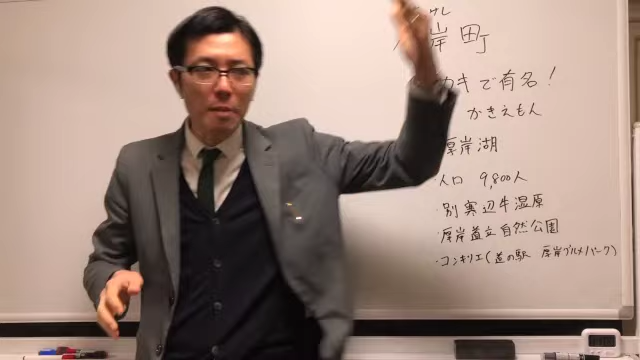 岸町
カキで有名!
かきえもん
厚岸湖
人口 9,800人
・別寒辺牛湿原
・厚岸道立自然公園
・コンキリエ(道の駅 厚岸グルメパーク)